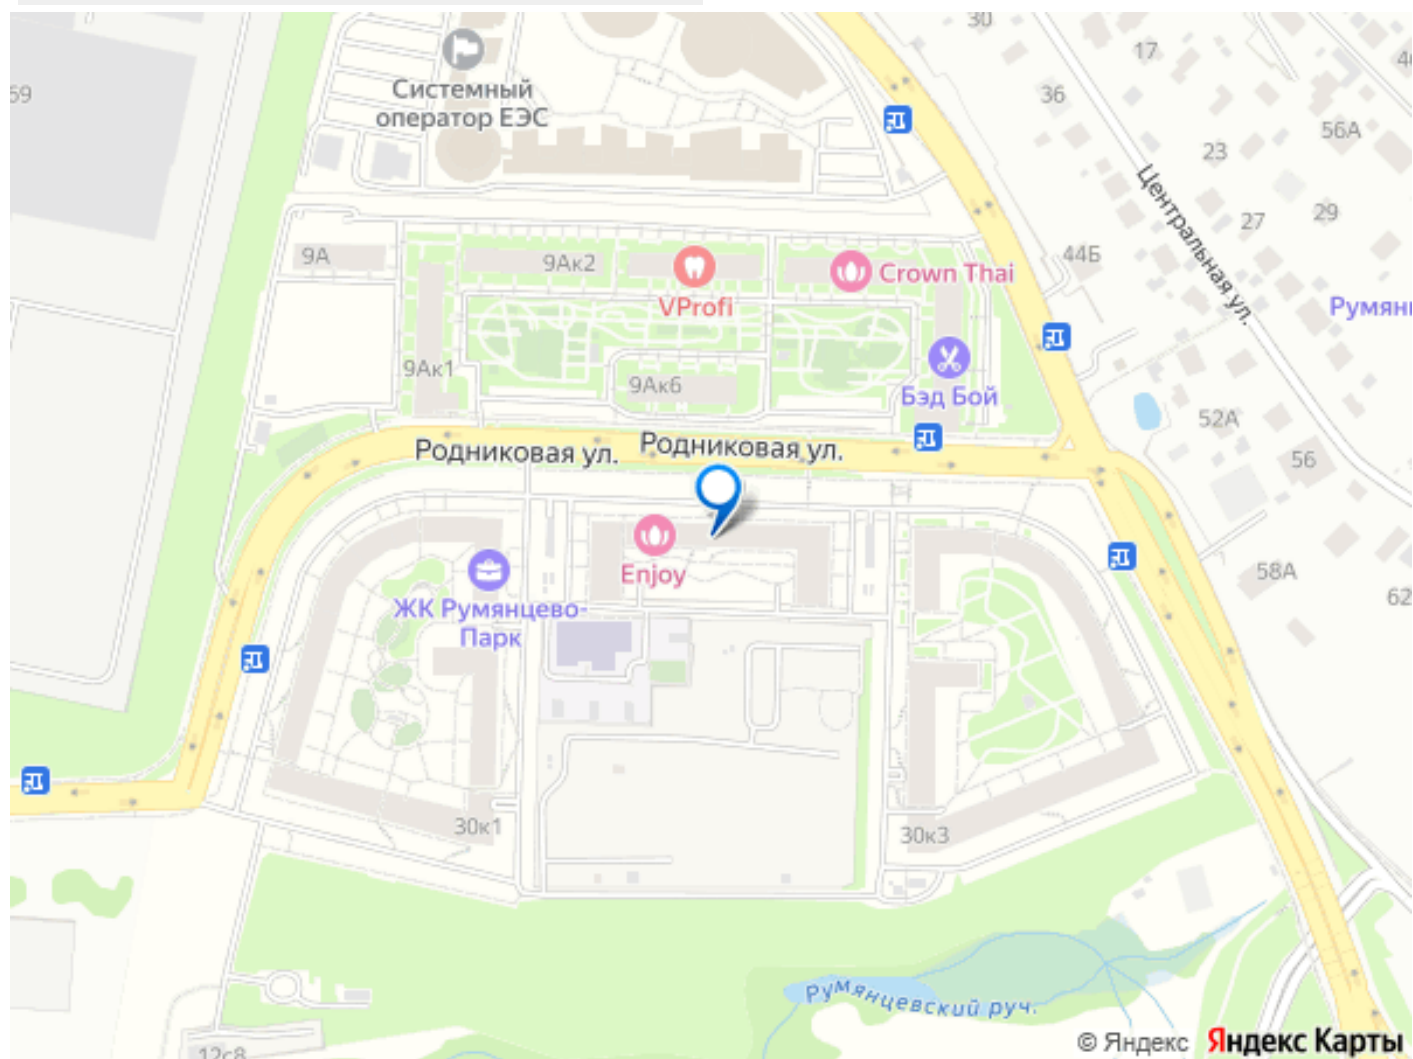 30
17
59
Системный
оператор ЕЭС
36
56А
23
Центральная ул.
29
27
44Б
9А
9Ак2
Crown Thai
VProfi
9Ак1
9Ак6
Бэд Бой
52А
Родниковая ул.
Родниковая ул.
56
Enjoy
58А
62
ЖК Румянцево-
Парк
30к1
30к3
Румянцевский руч.
12с8
© Яндекс Яндекс Карты